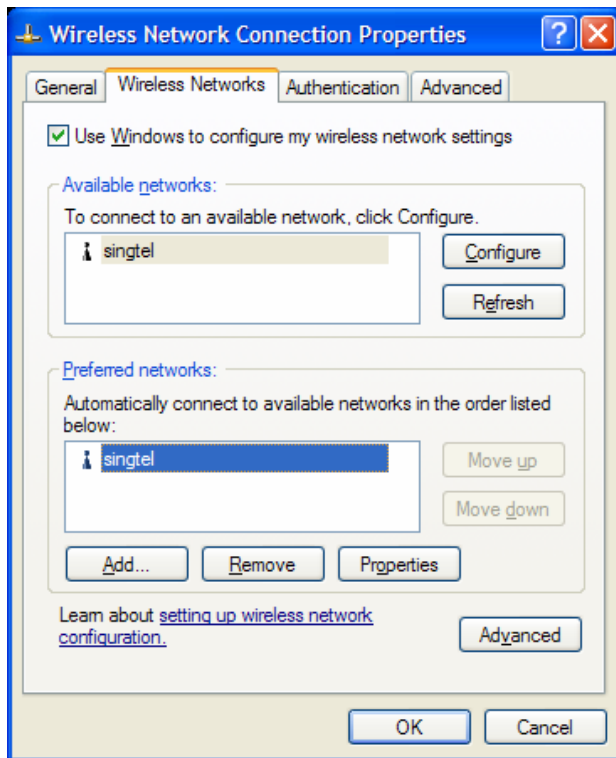 Wireless Network Connection Properties
General Wireless Networks Authentication Advanced
Use Windows to configure my wireless network settings
Available networks:
To connect to an available network, click Configure.
singtel
Configure
Refresh
Preferred networks:
Automatically connect to available networks in the order listed
below:
singtel
Move up
Move down
Add... Remove Properties
Learn about setting up wireless network
configuration.
Advanced
OK Cancel